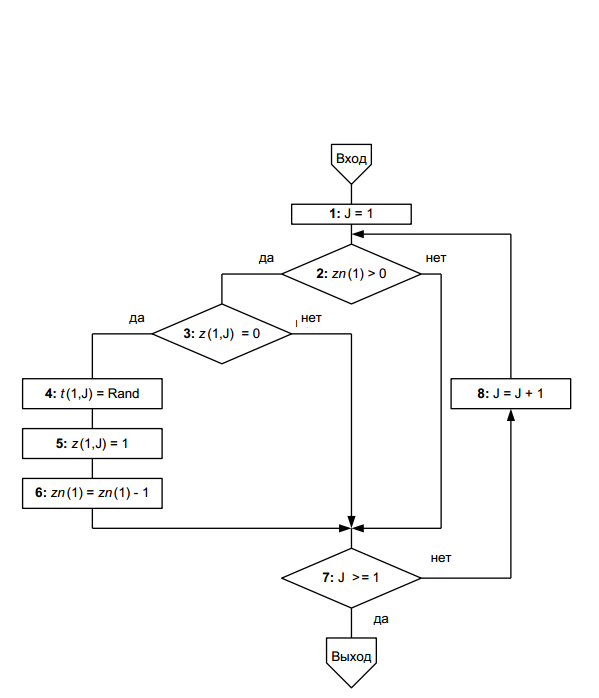 Вход
1: J = 1
да
нет
2: zn(1) > 0
да
нет
3: z(1,J) = 0
4: t(1,J) = Rand
8: J = J + 1
5: z(1,J) = 1
6: zn(1) = zn(1) - 1
нет
7: J >= 1
да
Выход